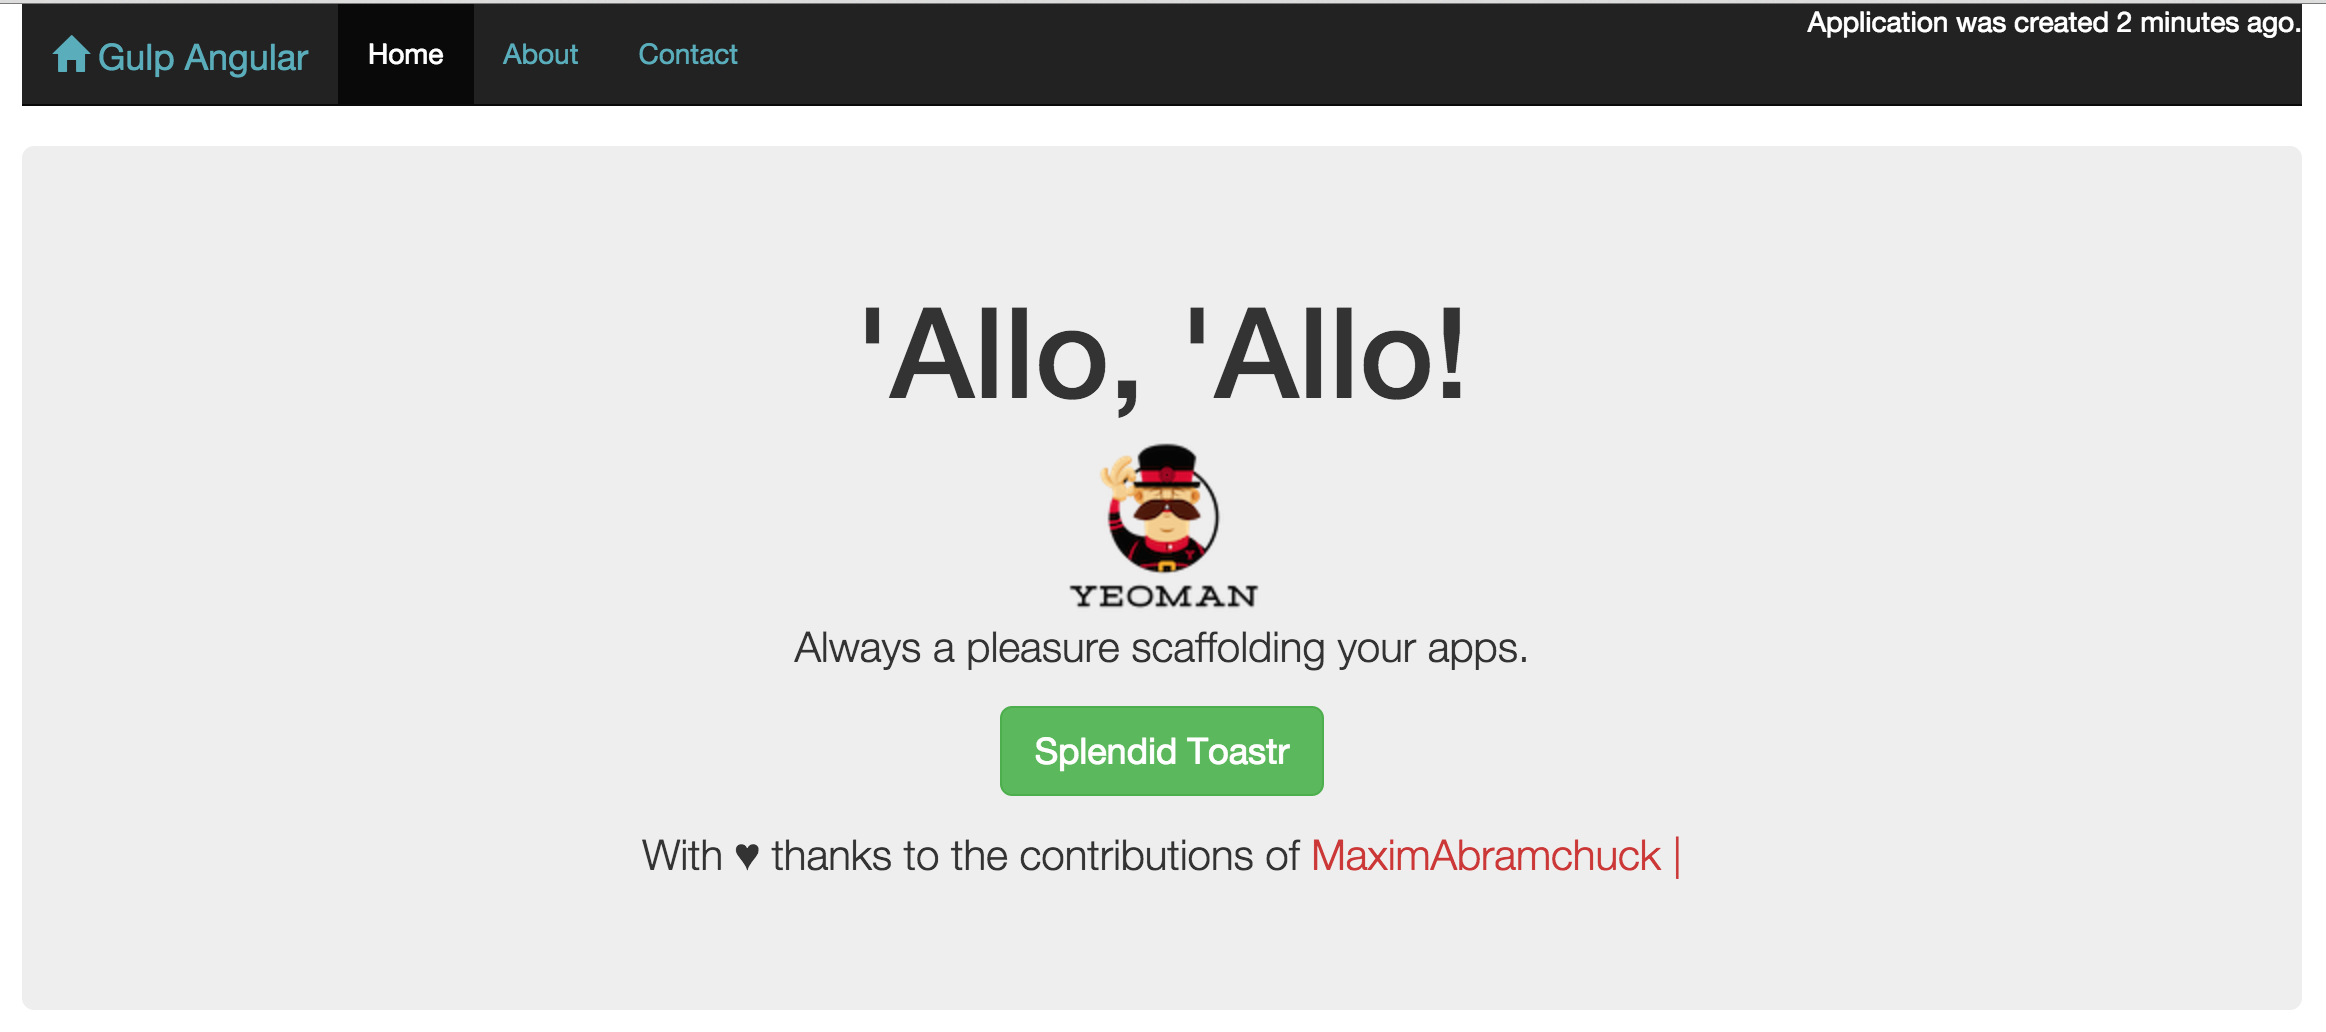 Gulp Angular Home About Contact Application was created 2 minutes ago.
'Allo, 'Allo!
YEOMAN
Always a pleasure scaffolding your apps.
Splendid Toastr
With ♥ thanks to the contributions of MaximAbramchuck |